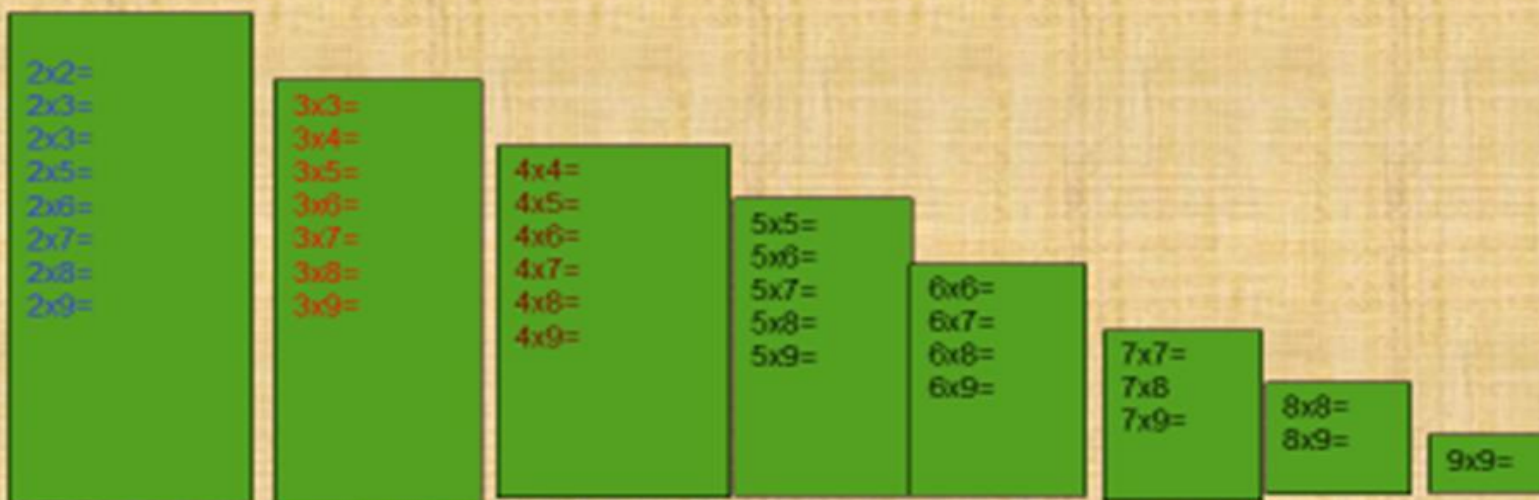 2x2=
2x3=
2x3=
2x5=
2x6=
2x7=
2x8=
2x9=
3x3=
3x4=
3x5=
3x6=
3x7=
3x8=
3x9=
4x4=
4x5=
4x6=
4x7=
4x8=
4x9=
5x5=
5x6=
5x7=
5x8=
5x9=
6x6=
6x7=
6x8=
6x9=
7x7=
7x8
7x9=
8x8=
8x9=
9x9=